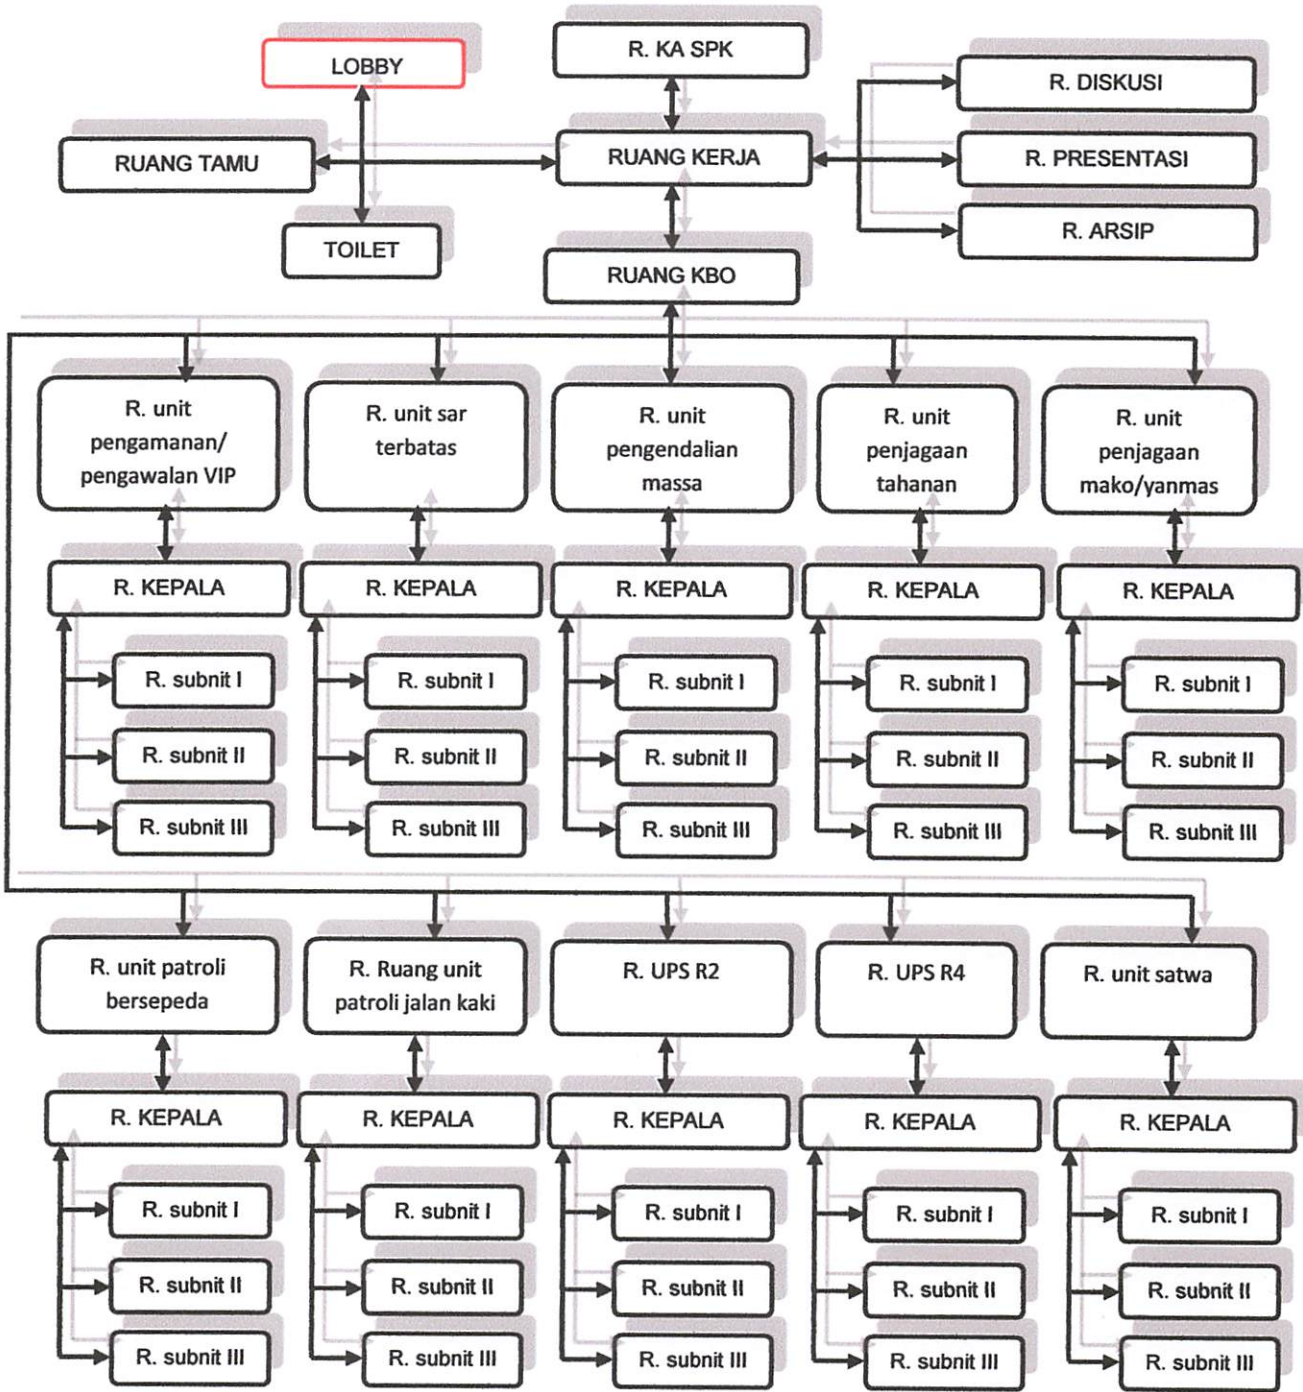 LOBBY
R. KA SPK
R. DISKUSI
RUANG TAMU
RUANG KERJA
R. PRESENTASI
TOILET
R. ARSIP
RUANG KBO
R. unit
pengamanan/
pengawalan VIP
R. unit sar
terbatas
R. unit
pengendalian
massa
R. unit
penjagaan
tahanan
R. unit
penjagaan
mako/yanmas
R. KEPALA
R. KEPALA
R. KEPALA
R. KEPALA
R. KEPALA
R. subnit I
R. subnit I
R. subnit I
R. subnit I
R. subnit I
R. subnit II
R. subnit II
R. subnit II
R. subnit II
R. subnit II
R. subnit III
R. subnit III
R. subnit III
R. subnit III
R. subnit III
R. unit patroli
bersepeda
R. Ruang unit
patroli jalan kaki
R. UPS R2
R. UPS R4
R. unit satwa
R. KEPALA
R. KEPALA
R. KEPALA
R. KEPALA
R. KEPALA
R. subnit I
R. subnit I
R. subnit I
R. subnit I
R. subnit I
R. subnit II
R. subnit II
R. subnit II
R. subnit II
R. subnit II
R. subnit III
R. subnit III
R. subnit III
R. subnit III
R. subnit III